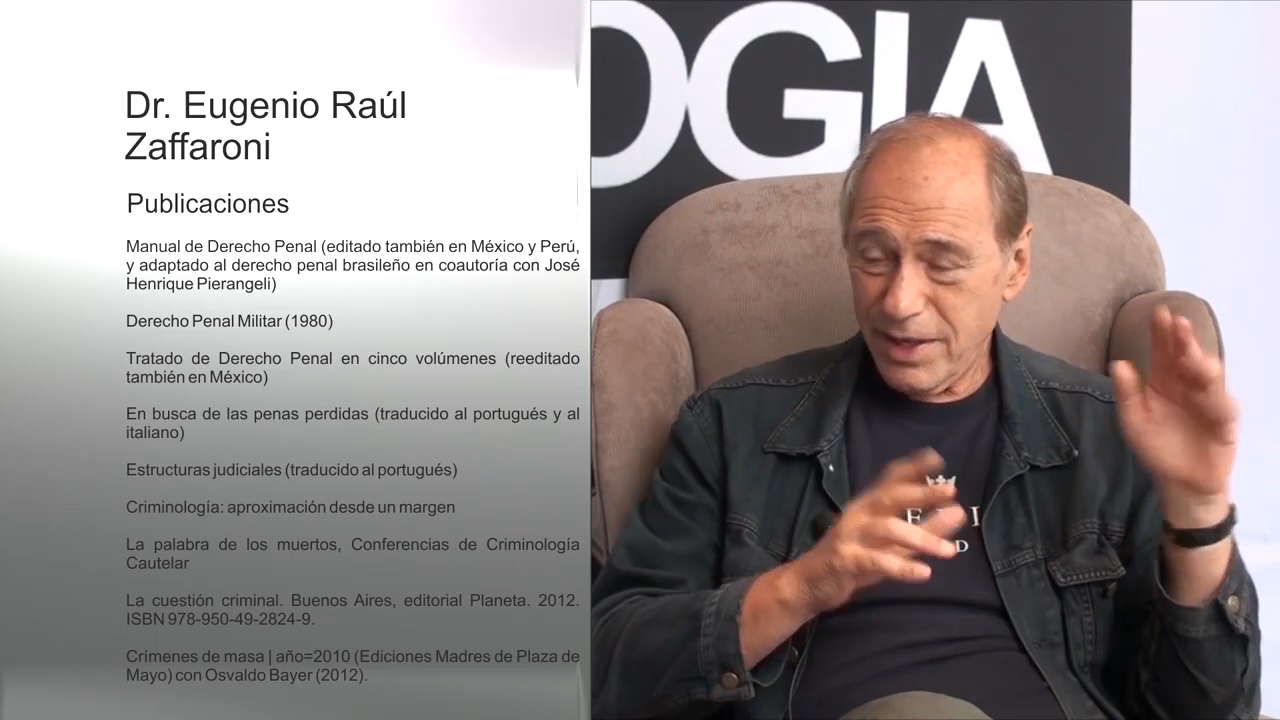 Dr. Eugenio Raúl
Zaffaroni
Publicaciones
Manual de Derecho Penal (editado también en México y Perú,
y adaptado al derecho penal brasileño en coautoría con José
Henrique Pierangeli)
Derecho Penal Militar (1980)
Tratado de Derecho Penal en cinco volúmenes (reeditado
también en México)
En busca de las penas perdidas (traducido al portugués y al
italiano)
Estructuras judiciales (traducido al portugués)
Criminología: aproximación desde un margen
La palabra de los muertos, Conferencias de Criminología
Cautelar
La cuestión criminal. Buenos Aires, editorial Planeta. 2012.
ISBN 978-950-49-2824-9.
Crímenes de masa | año=2010 (Ediciones Madres de Plaza de
Mayo) con Osvaldo Bayer (2012).
OGIA